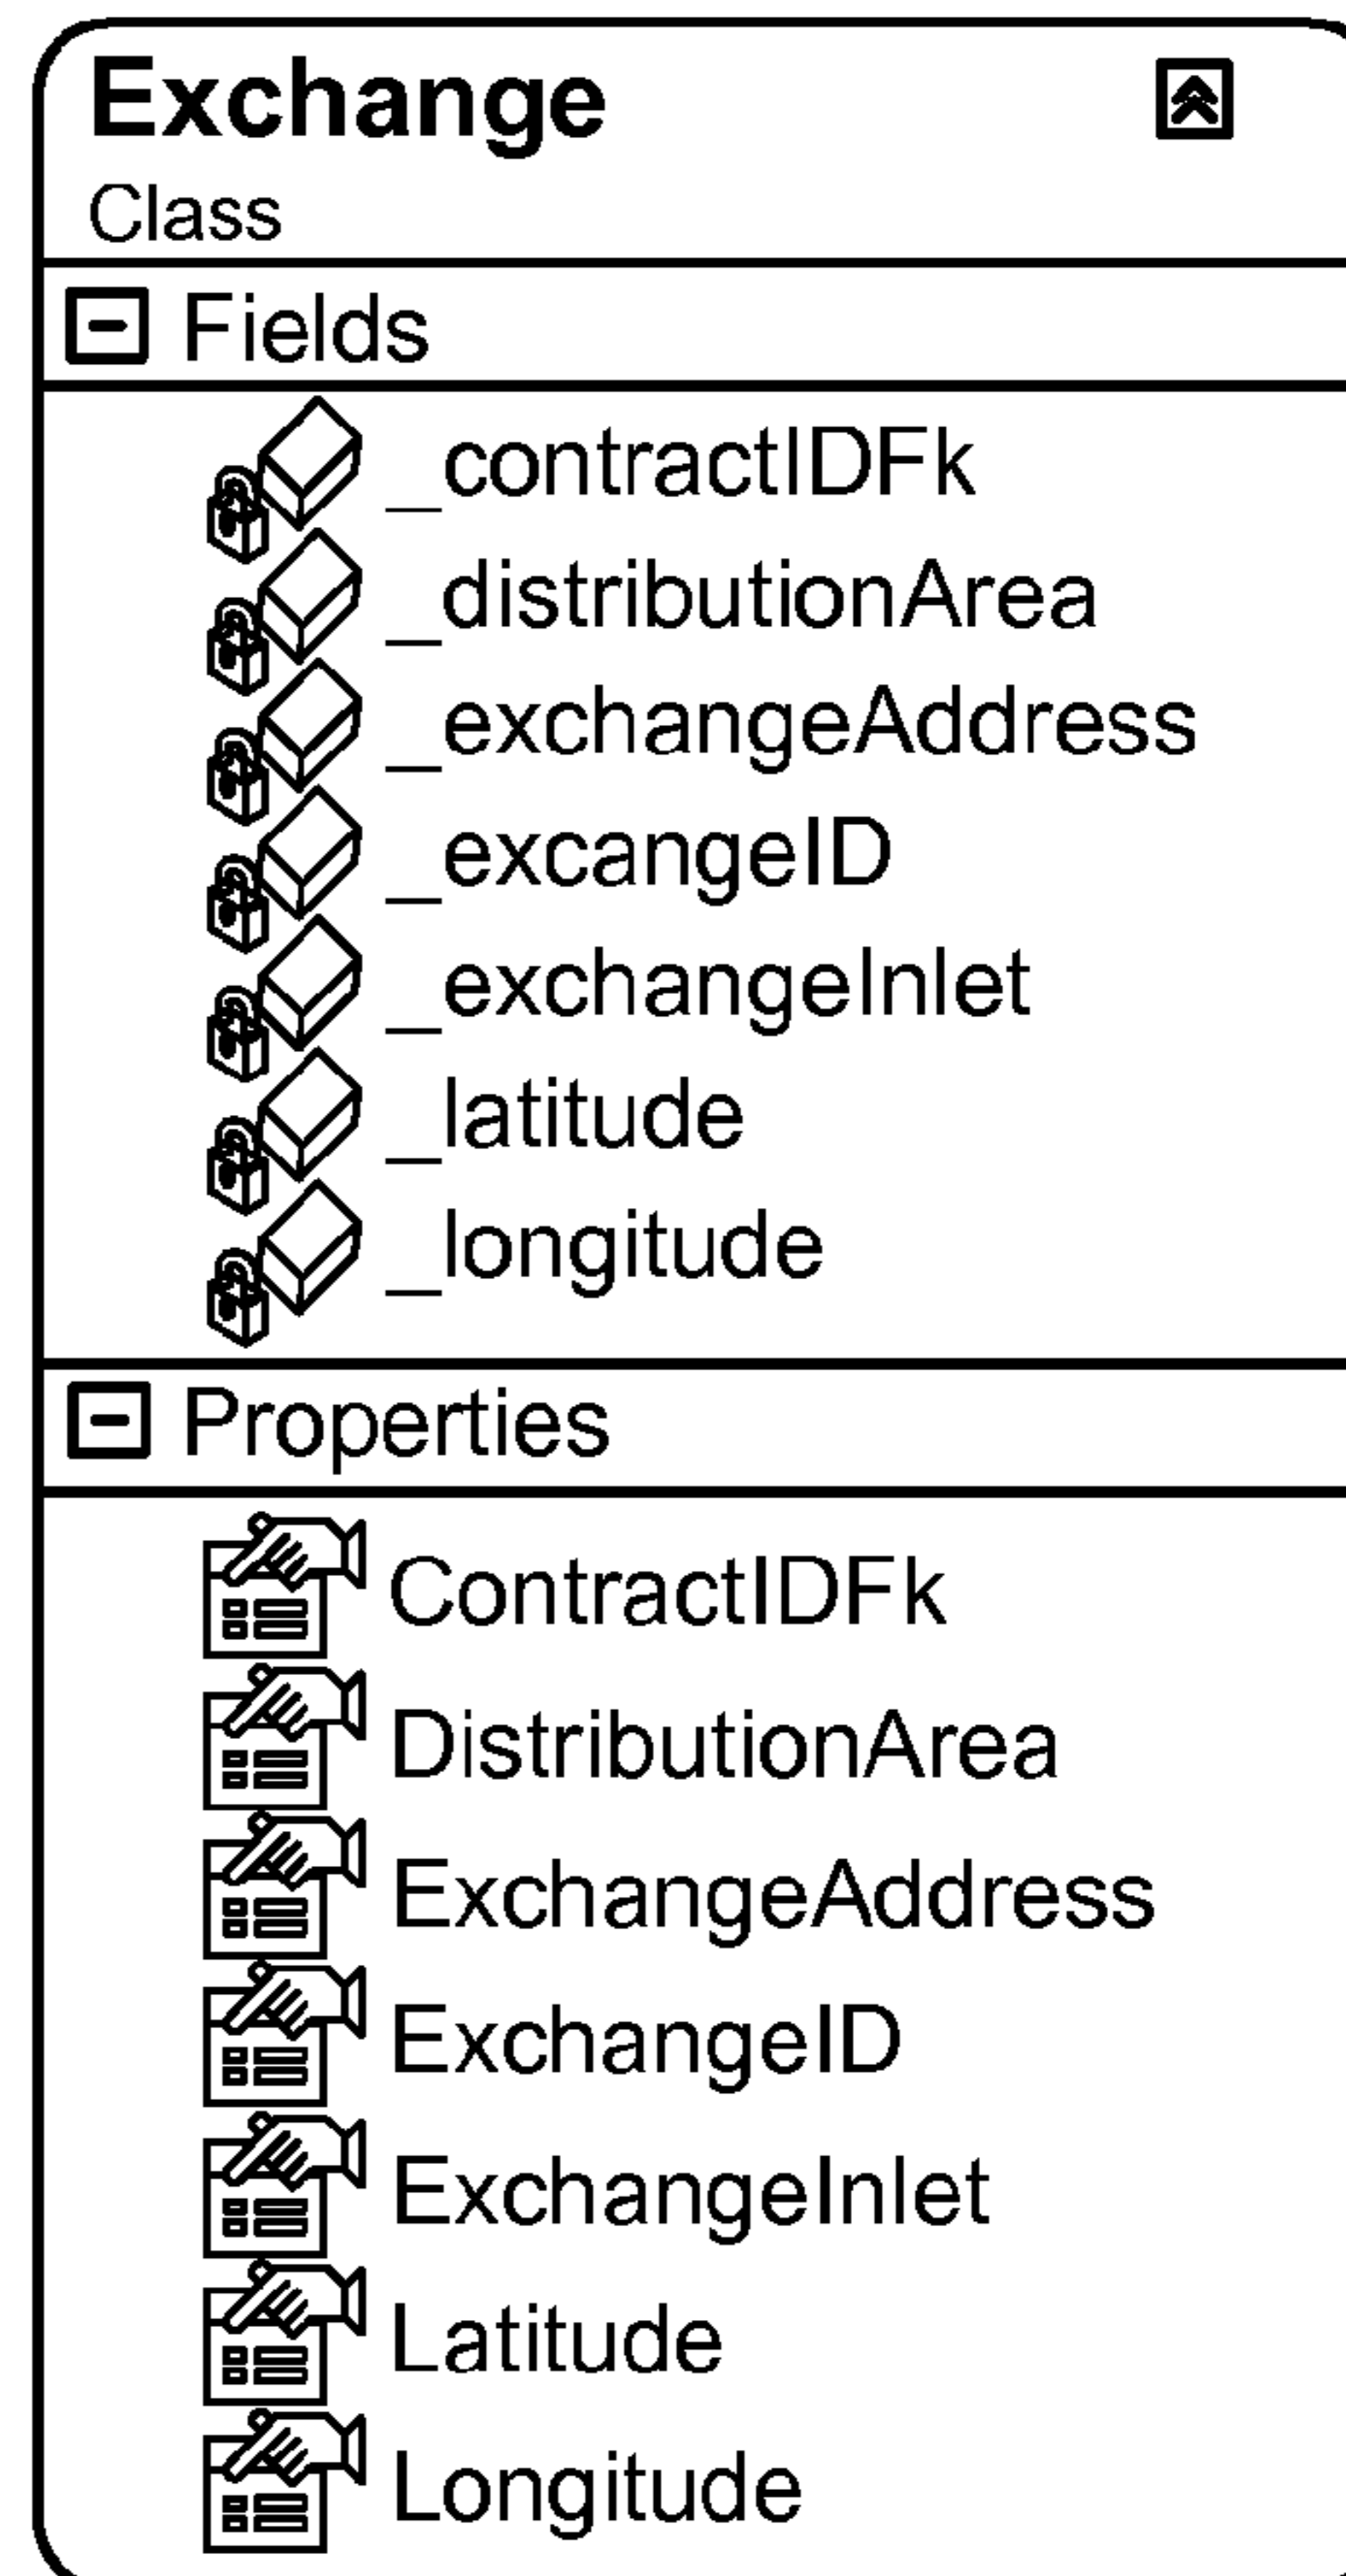 Exchange
Class
Fields
_contractIDFk
_distributionArea
_exchangeAddress
_excangeID
_exchangeInlet
_latitude
_longitude
Properties
ContractIDFk
DistributionArea
ExchangeAddress
ExchangeID
ExchangeInlet
Latitude
Longitude